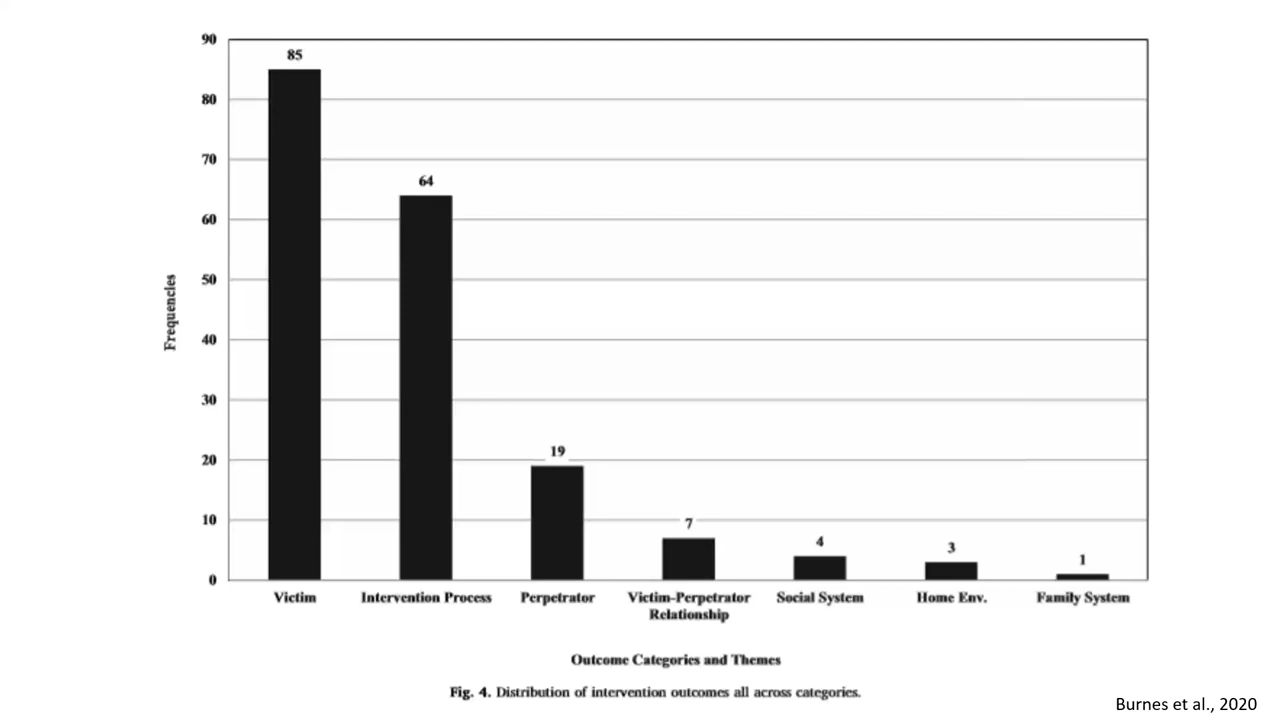 90
85
80
70
64
60
50
40
30
20
19
10
7
4
3
1
0
Frequencies
Victim
Intervention Process
Perpetrator
Victim-Perpetrator
Relationship
Social System
Home Env.
Family System
Outcome Categories and Themes
Fig. 4. Distribution of intervention outcomes all across categories.
Burnes et al., 2020